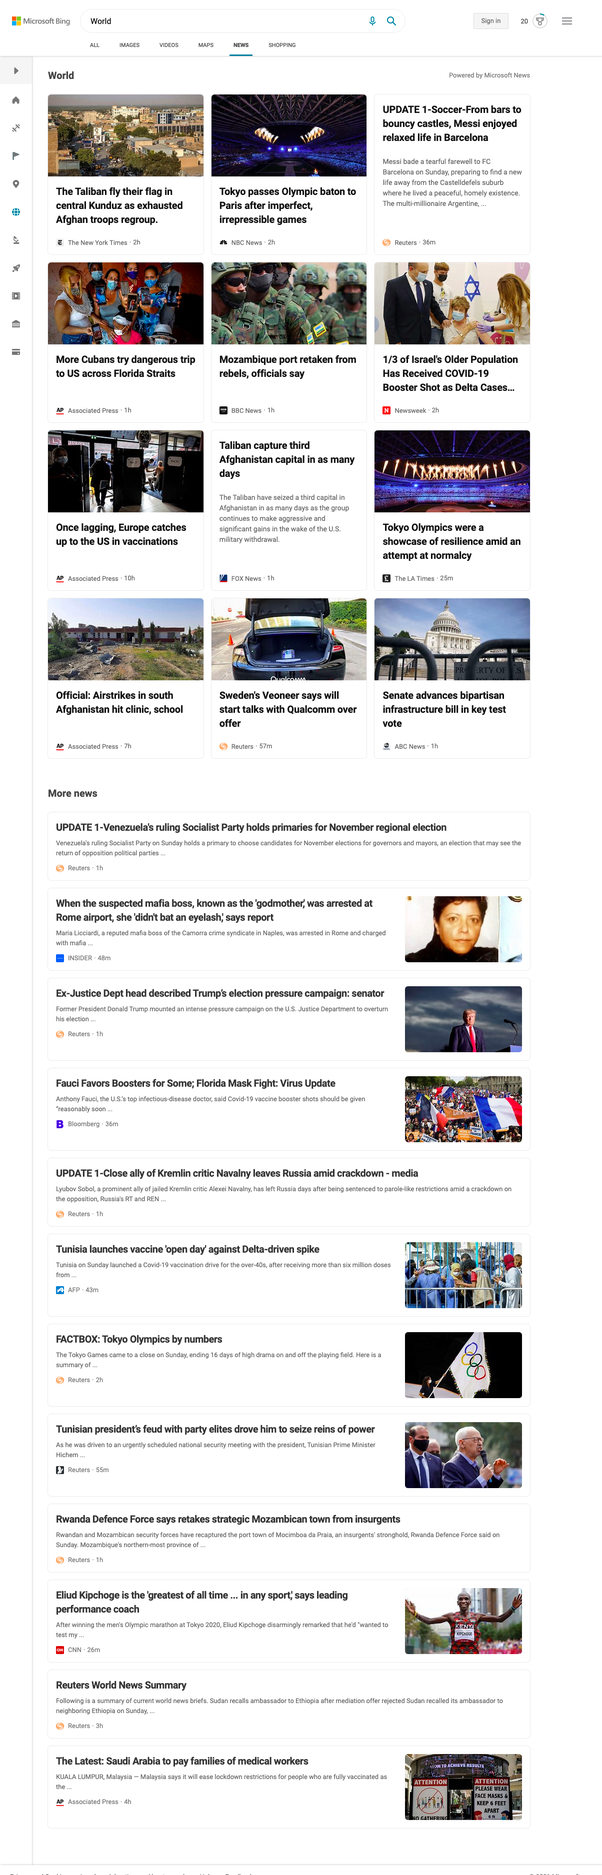 Microsoft Bing
World
Sign in
20
ALL
IMAGES
VIDEOS
MAPS
NEWS
SHOPPING
World
Powered by Microsoft News
The Taliban fly their flag in
central Kunduz as exhausted
Afghan troops regroup.
The New York Times · 2h
Tokyo passes Olympic baton to
Paris after imperfect,
irrepressible games
NBC News · 2h
UPDATE 1-Soccer-From bars to
bouncy castles, Messi enjoyed
relaxed life in Barcelona
Messi bade a tearful farewell to FC
Barcelona on Sunday, preparing to find a new
life away from the Castelldefels suburb
where he lived a peaceful, homely existence.
The multi-millionaire Argentine, ...
Reuters · 36m
More Cubans try dangerous trip
to US across Florida Straits
AP Associated Press · 1h
Mozambique port retaken from
rebels, officials say
BBC News · 1h
1/3 of Israel's Older Population
Has Received COVID-19
Booster Shot as Delta Cases...
N Newsweek · 2h
Once lagging, Europe catches
up to the US in vaccinations
AP Associated Press · 10h
Taliban capture third
Afghanistan capital in as many
days
The Taliban have seized a third capital in
Afghanistan in as many days as the group
continues to make aggressive and
significant gains in the wake of the U.S.
military withdrawal.
FOX News · 1h
Tokyo Olympics were a
showcase of resilience amid an
attempt at normalcy
The LA Times · 25m
Official: Airstrikes in south
Afghanistan hit clinic, school
AP Associated Press · 7h
Qualcomm
Sweden's Veoneer says will
start talks with Qualcomm over
offer
Reuters · 57m
PROPERTY OF U.S.
Senate advances bipartisan
infrastructure bill in key test
vote
ABC News · 1h
More news
UPDATE 1-Venezuela's ruling Socialist Party holds primaries for November regional election
Venezuela's ruling Socialist Party on Sunday holds a primary to choose candidates for November elections for governors and mayors, an election that may see the
return of opposition political parties ...
Reuters · 1h
When the suspected mafia boss, known as the 'godmother,' was arrested at
Rome airport, she 'didn't bat an eyelash,' says report
Maria Licciardi, a reputed mafia boss of the Camorra crime syndicate in Naples, was arrested in Rome and charged
with mafia ...
INSIDER · 48m
Ex-Justice Dept head described Trump's election pressure campaign: senator
Former President Donald Trump mounted an intense pressure campaign on the U.S. Justice Department to overturn
his election ...
Reuters · 1h
Fauci Favors Boosters for Some; Florida Mask Fight: Virus Update
Anthony Fauci, the U.S.'s top infectious-disease doctor, said Covid-19 vaccine booster shots should be given
"reasonably soon ...
B Bloomberg · 36m
UPDATE 1-Close ally of Kremlin critic Navalny leaves Russia amid crackdown - media
Lyubov Sobol, a prominent ally of jailed Kremlin critic Alexei Navalny, has left Russia days after being sentenced to parole-like restrictions amid a crackdown on
the opposition, Russia's RT and REN ...
Reuters · 1h
Tunisia launches vaccine 'open day' against Delta-driven spike
Tunisia on Sunday launched a Covid-19 vaccination drive for the over-40s, after receiving more than six million doses
from ...
AFP · 43m
FACTBOX: Tokyo Olympics by numbers
The Tokyo Games came to a close on Sunday, ending 16 days of high drama on and off the playing field. Here is a
summary of ...
Reuters · 2h
Tunisian president's feud with party elites drove him to seize reins of power
As he was driven to an urgently scheduled national security meeting with the president, Tunisian Prime Minister
Hichem ...
Reuters · 55m
Rwanda Defence Force says retakes strategic Mozambican town from insurgents
Rwandan and Mozambican security forces have recaptured the port town of Mocimboa da Praia, an insurgents' stronghold, Rwanda Defence Force said on
Sunday. Mozambique's northern-most province of ...
Reuters · 1h
Eliud Kipchoge is the 'greatest of all time ... in any sport,' says leading
performance coach
After winning the men's Olympic marathon at Tokyo 2020, Eliud Kipchoge disarmingly remarked that he'd "wanted to
test my ...
CNN CNN · 26m
KENYA
KIPCHOGE
Reuters World News Summary
Following is a summary of current world news briefs. Sudan recalls ambassador to Ethiopia after mediation offer rejected Sudan recalled its ambassador to
neighboring Ethiopia on Sunday, ...
Reuters · 3h
The Latest: Saudi Arabia to pay families of medical workers
KUALA LUMPUR, Malaysia — Malaysia says it will ease lockdown restrictions for people who are fully vaccinated as
the ...
AP Associated Press · 4h
ATTENTION
NO GATHERING
ATTENTION
PLEASE WEAR
FACE MASKS &
KEEP 6 FEET
APART